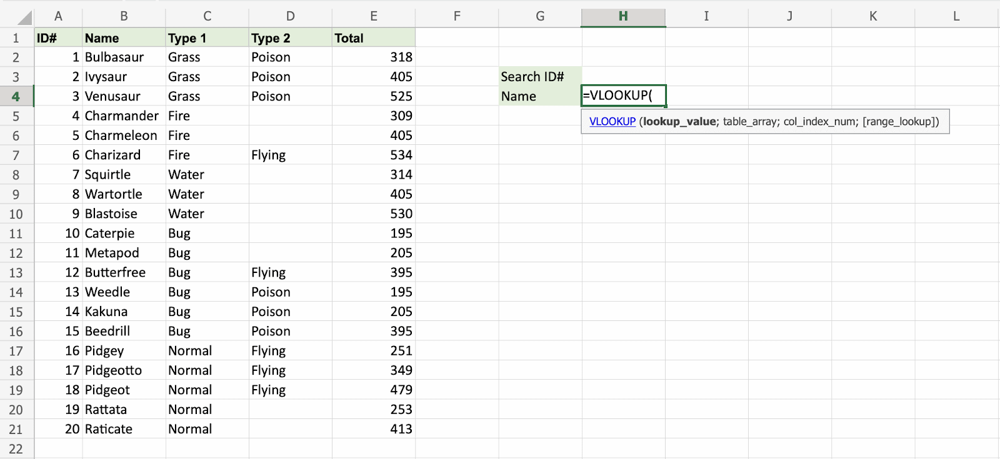 A B C D E F G H I J K L
1 ID# Name Type 1 Type 2 Total
2 1 Bulbasaur Grass Poison 318
3 2 Ivysaur Grass Poison 405 Search ID#
4 3 Venusaur Grass Poison 525 Name =VLOOKUP(
5 4 Charmander Fire 309 VLOOKUP (lookup_value; table_array; col_index_num; [range_lookup])
6 5 Charmeleon Fire 405
7 6 Charizard Fire Flying 534
8 7 Squirtle Water 314
9 8 Wartortle Water 405
10 9 Blastoise Water 530
11 10 Caterpie Bug 195
12 11 Metapod Bug 205
13 12 Butterfree Bug Flying 395
14 13 Weedle Bug Poison 195
15 14 Kakuna Bug Poison 205
16 15 Beedrill Bug Poison 395
17 16 Pidgey Normal Flying 251
18 17 Pidgeotto Normal Flying 349
19 18 Pidgeot Normal Flying 479
20 19 Rattata Normal 253
21 20 Raticate Normal 413
22